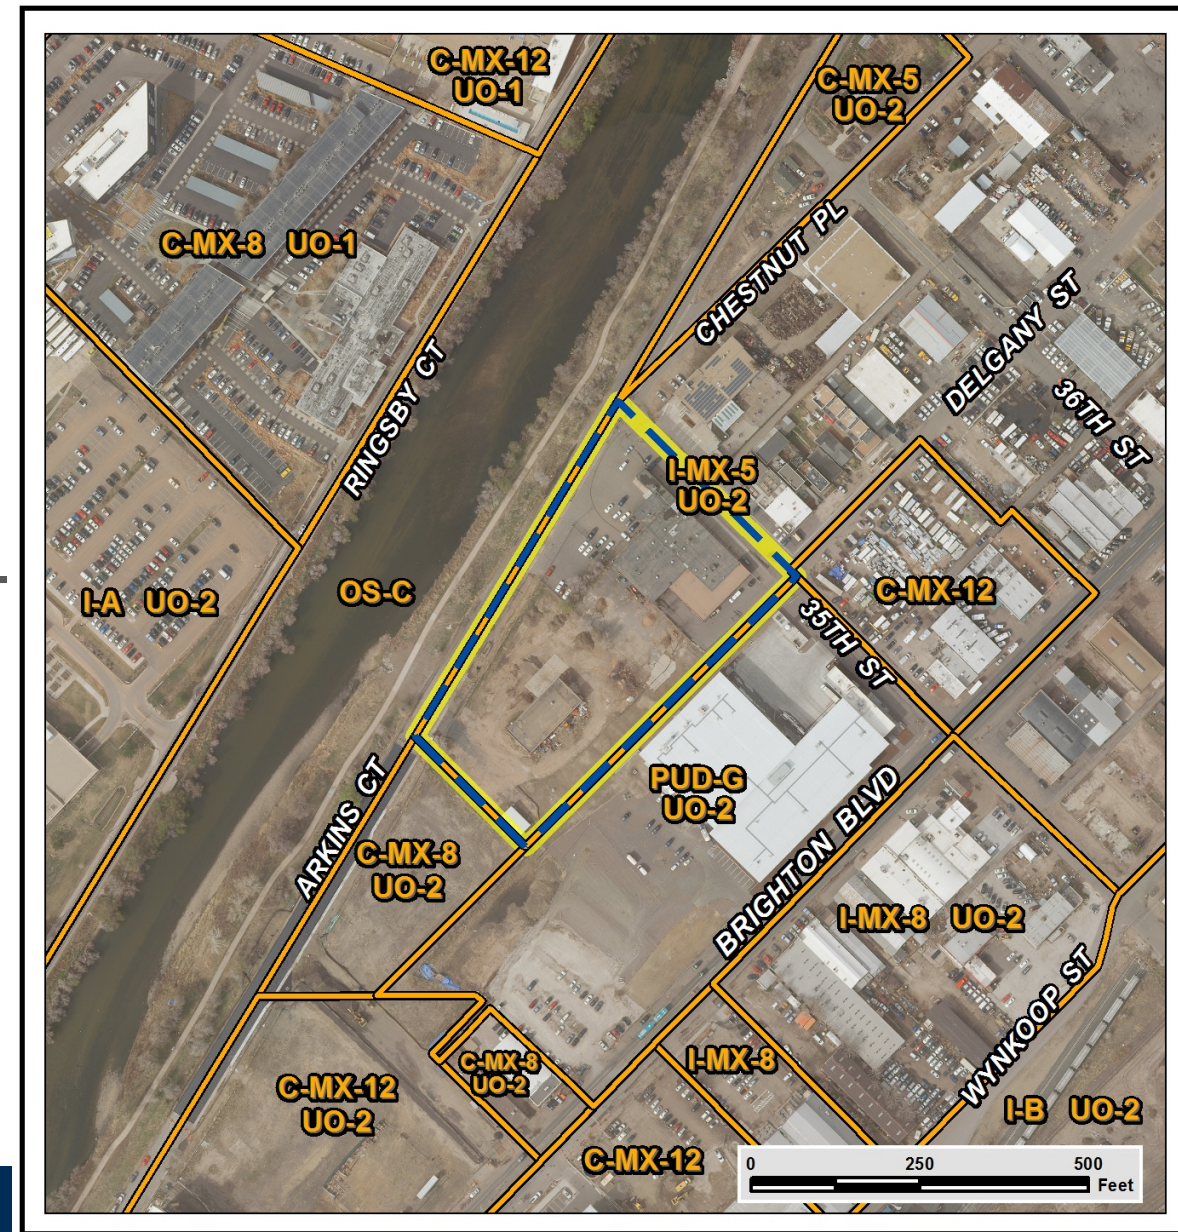 C-MX-12
UO-1
C-MX-5
UO-2
C-MX-8 UO-1
CHESTNUT PL
DELGANY ST
36TH ST
RINGSBY CT
I-MX-5
UO-2
I-A UO-2
OS-C
C-MX-12
35TH ST
PUD-G
UO-2
ARKINS CT
C-MX-8
UO-2
BRIGHTON BLVD
I-MX-8 UO-2
WYNKOOP ST
C-MX-12
UO-2
C-MX-8
UO-2
I-MX-8
I-B UO-2
C-MX-12
0 250 500
Feet